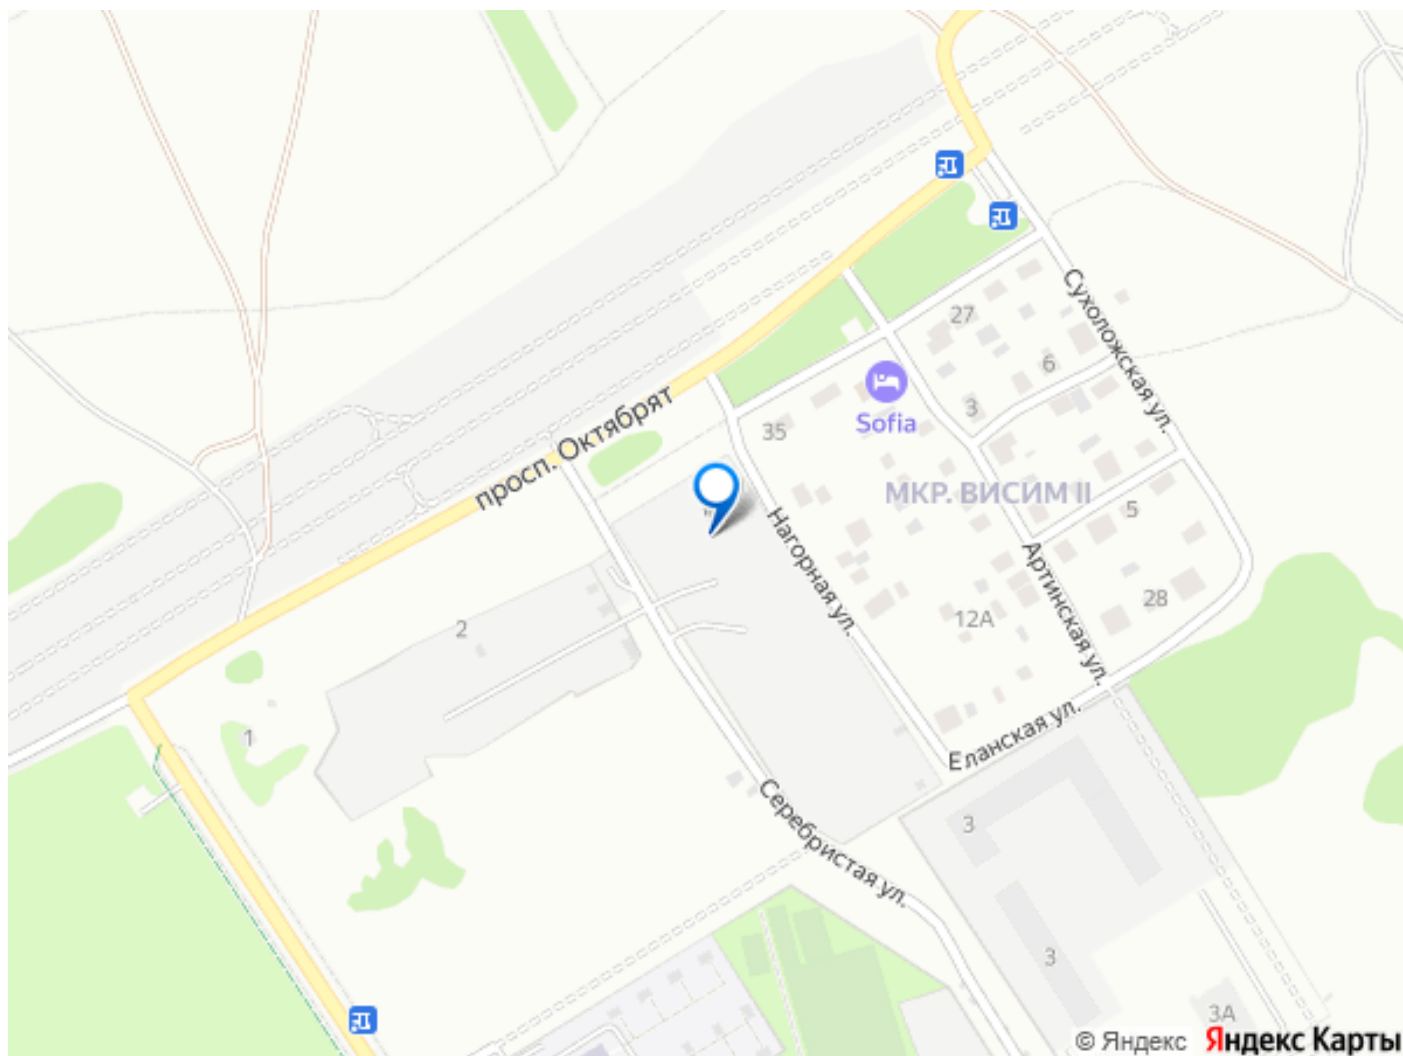 Сухоложская ул.
27
6
Sofia
3
35
просп. Октябрят
МКР. ВИСИМ II
5
Нагорная ул.
Артинская ул.
28
12А
2
1
Еланская ул.
Серебристая ул.
3
3
3А
© Яндекс Яндекс Карты